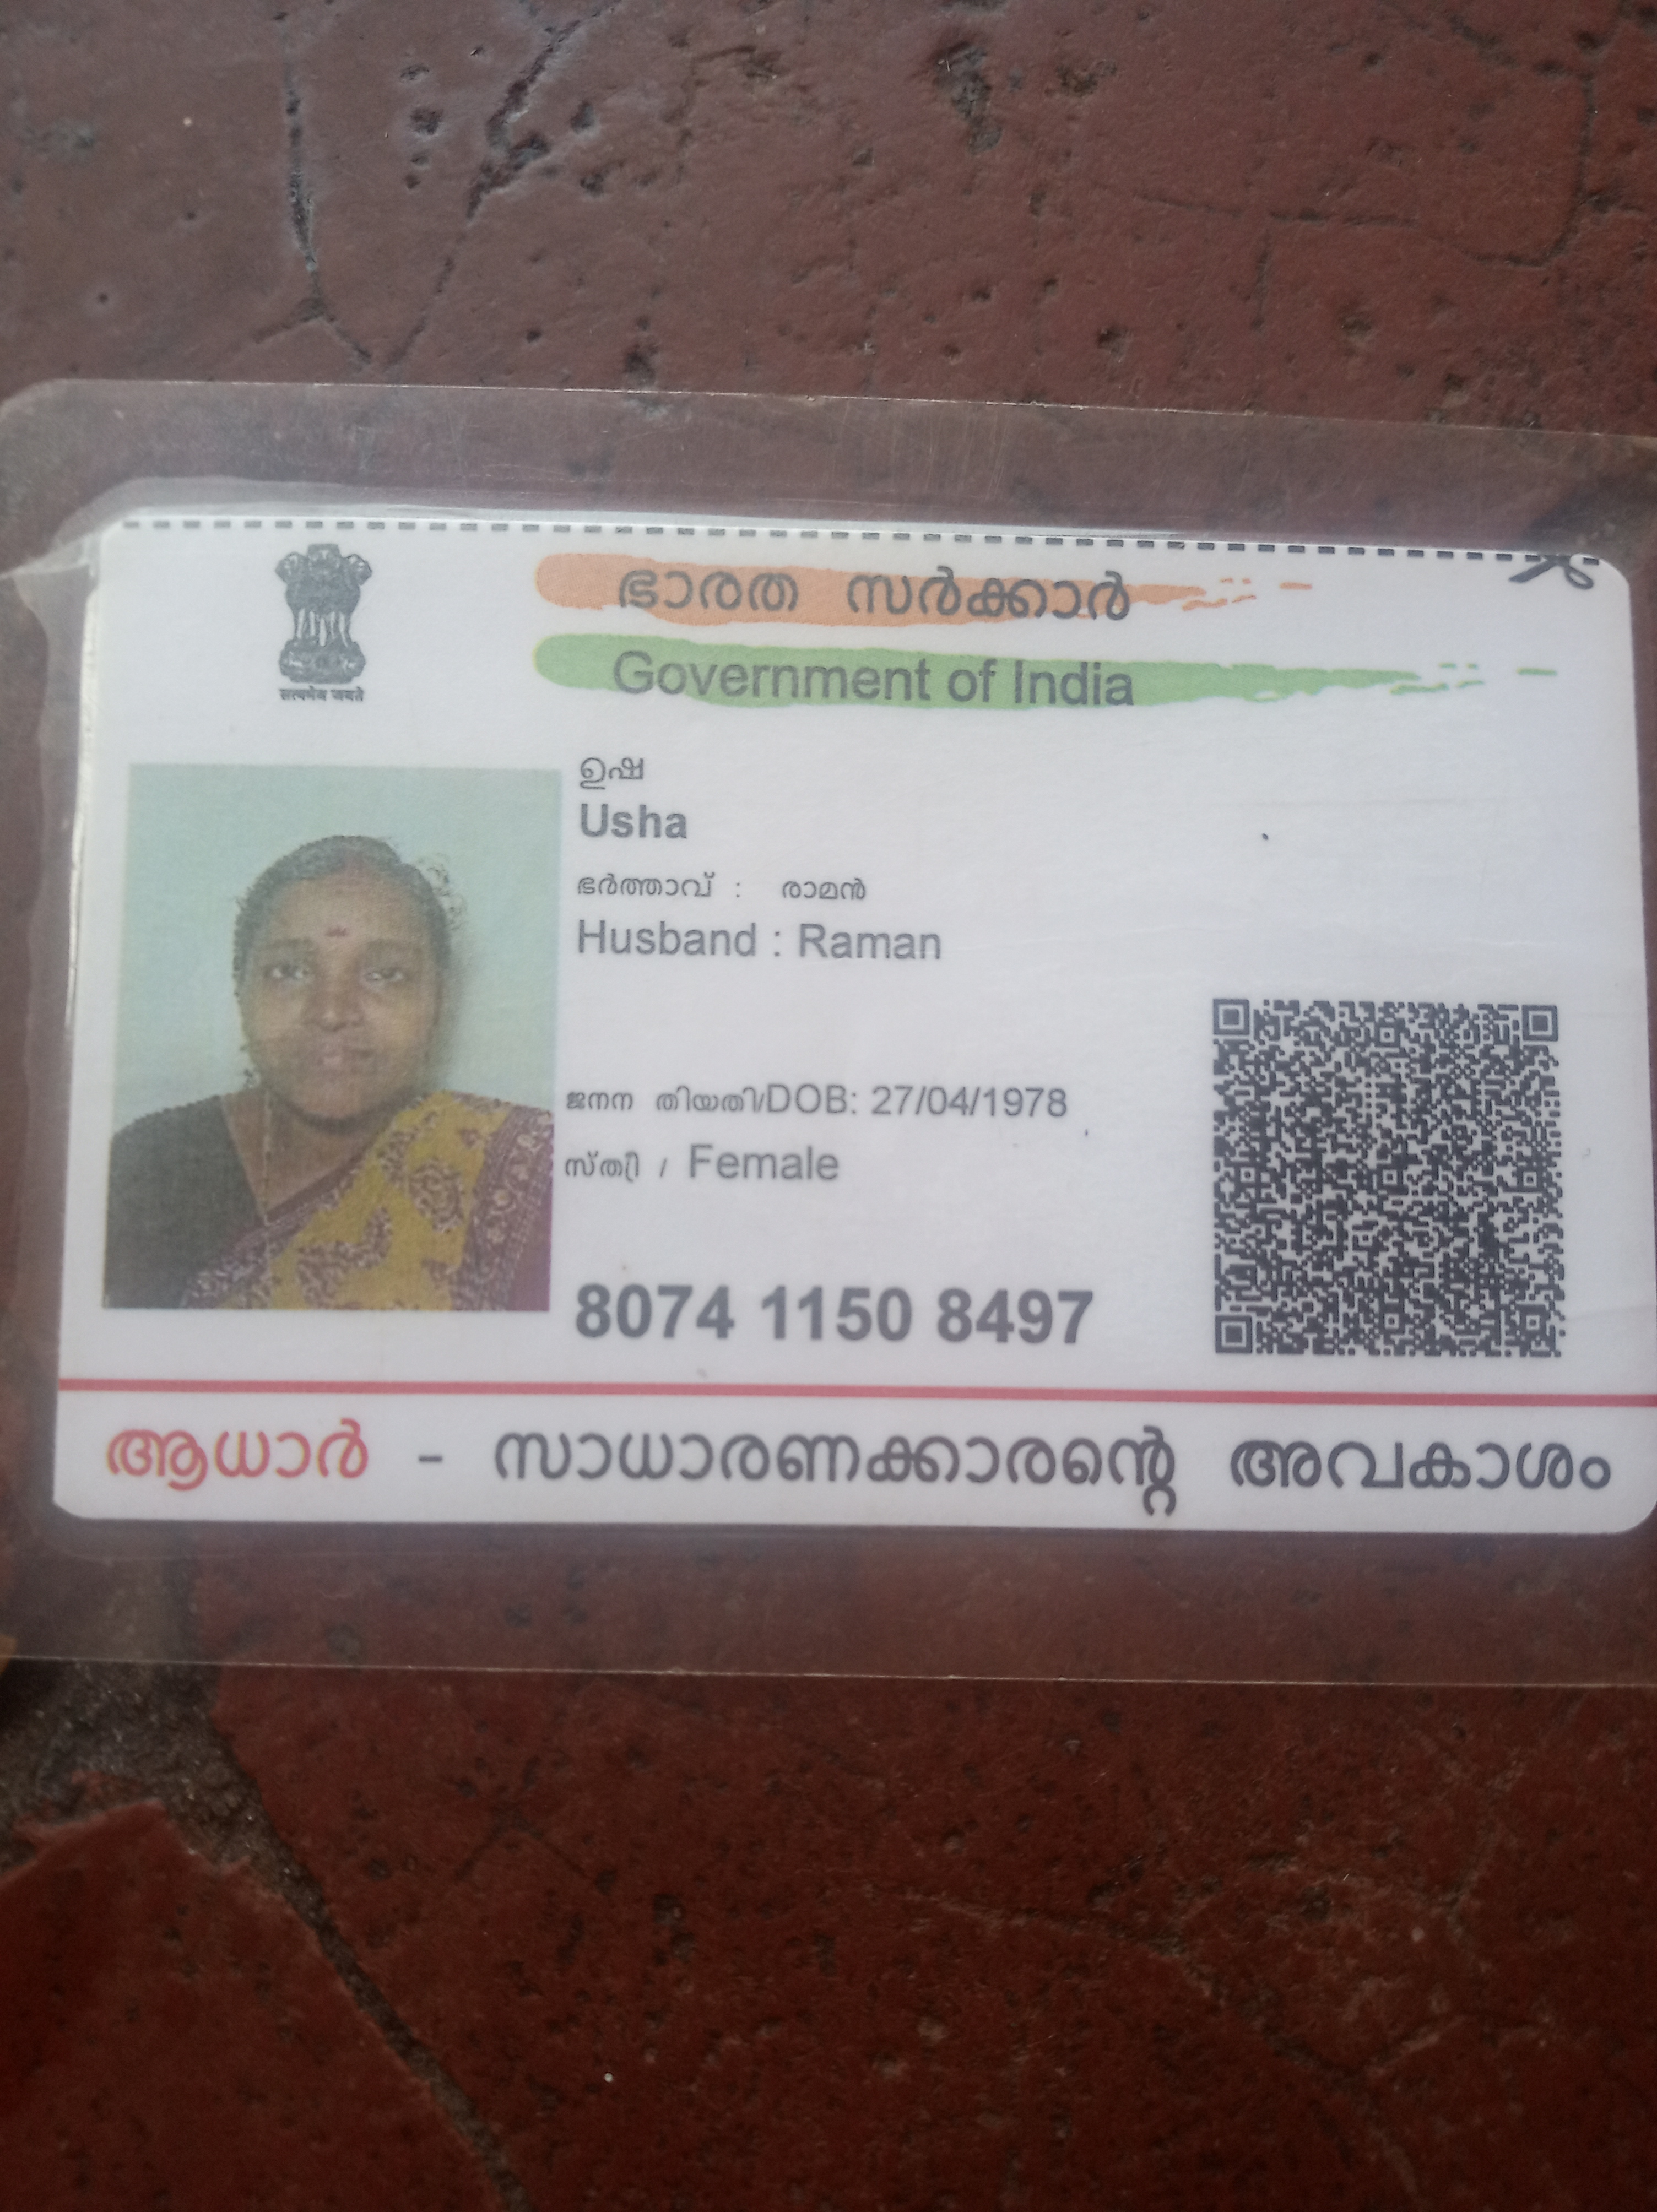 सत्यमेव जयते
ഭാരത സർക്കാർ
Government of India
ഉഷ
Usha
ഭർത്താവ് : രാമൻ
Husband : Raman
ജനന തിയതി/DOB: 27/04/1978
സ്ത്രീ / Female
8074 1150 8497
ആധാർ - സാധാരണക്കാരന്റെ അവകാശം